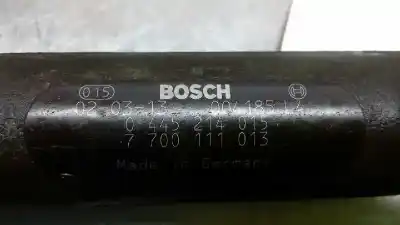 015 BOSCH
02-03-13
0 445 214 015
7 700 111 013
Made in Germany